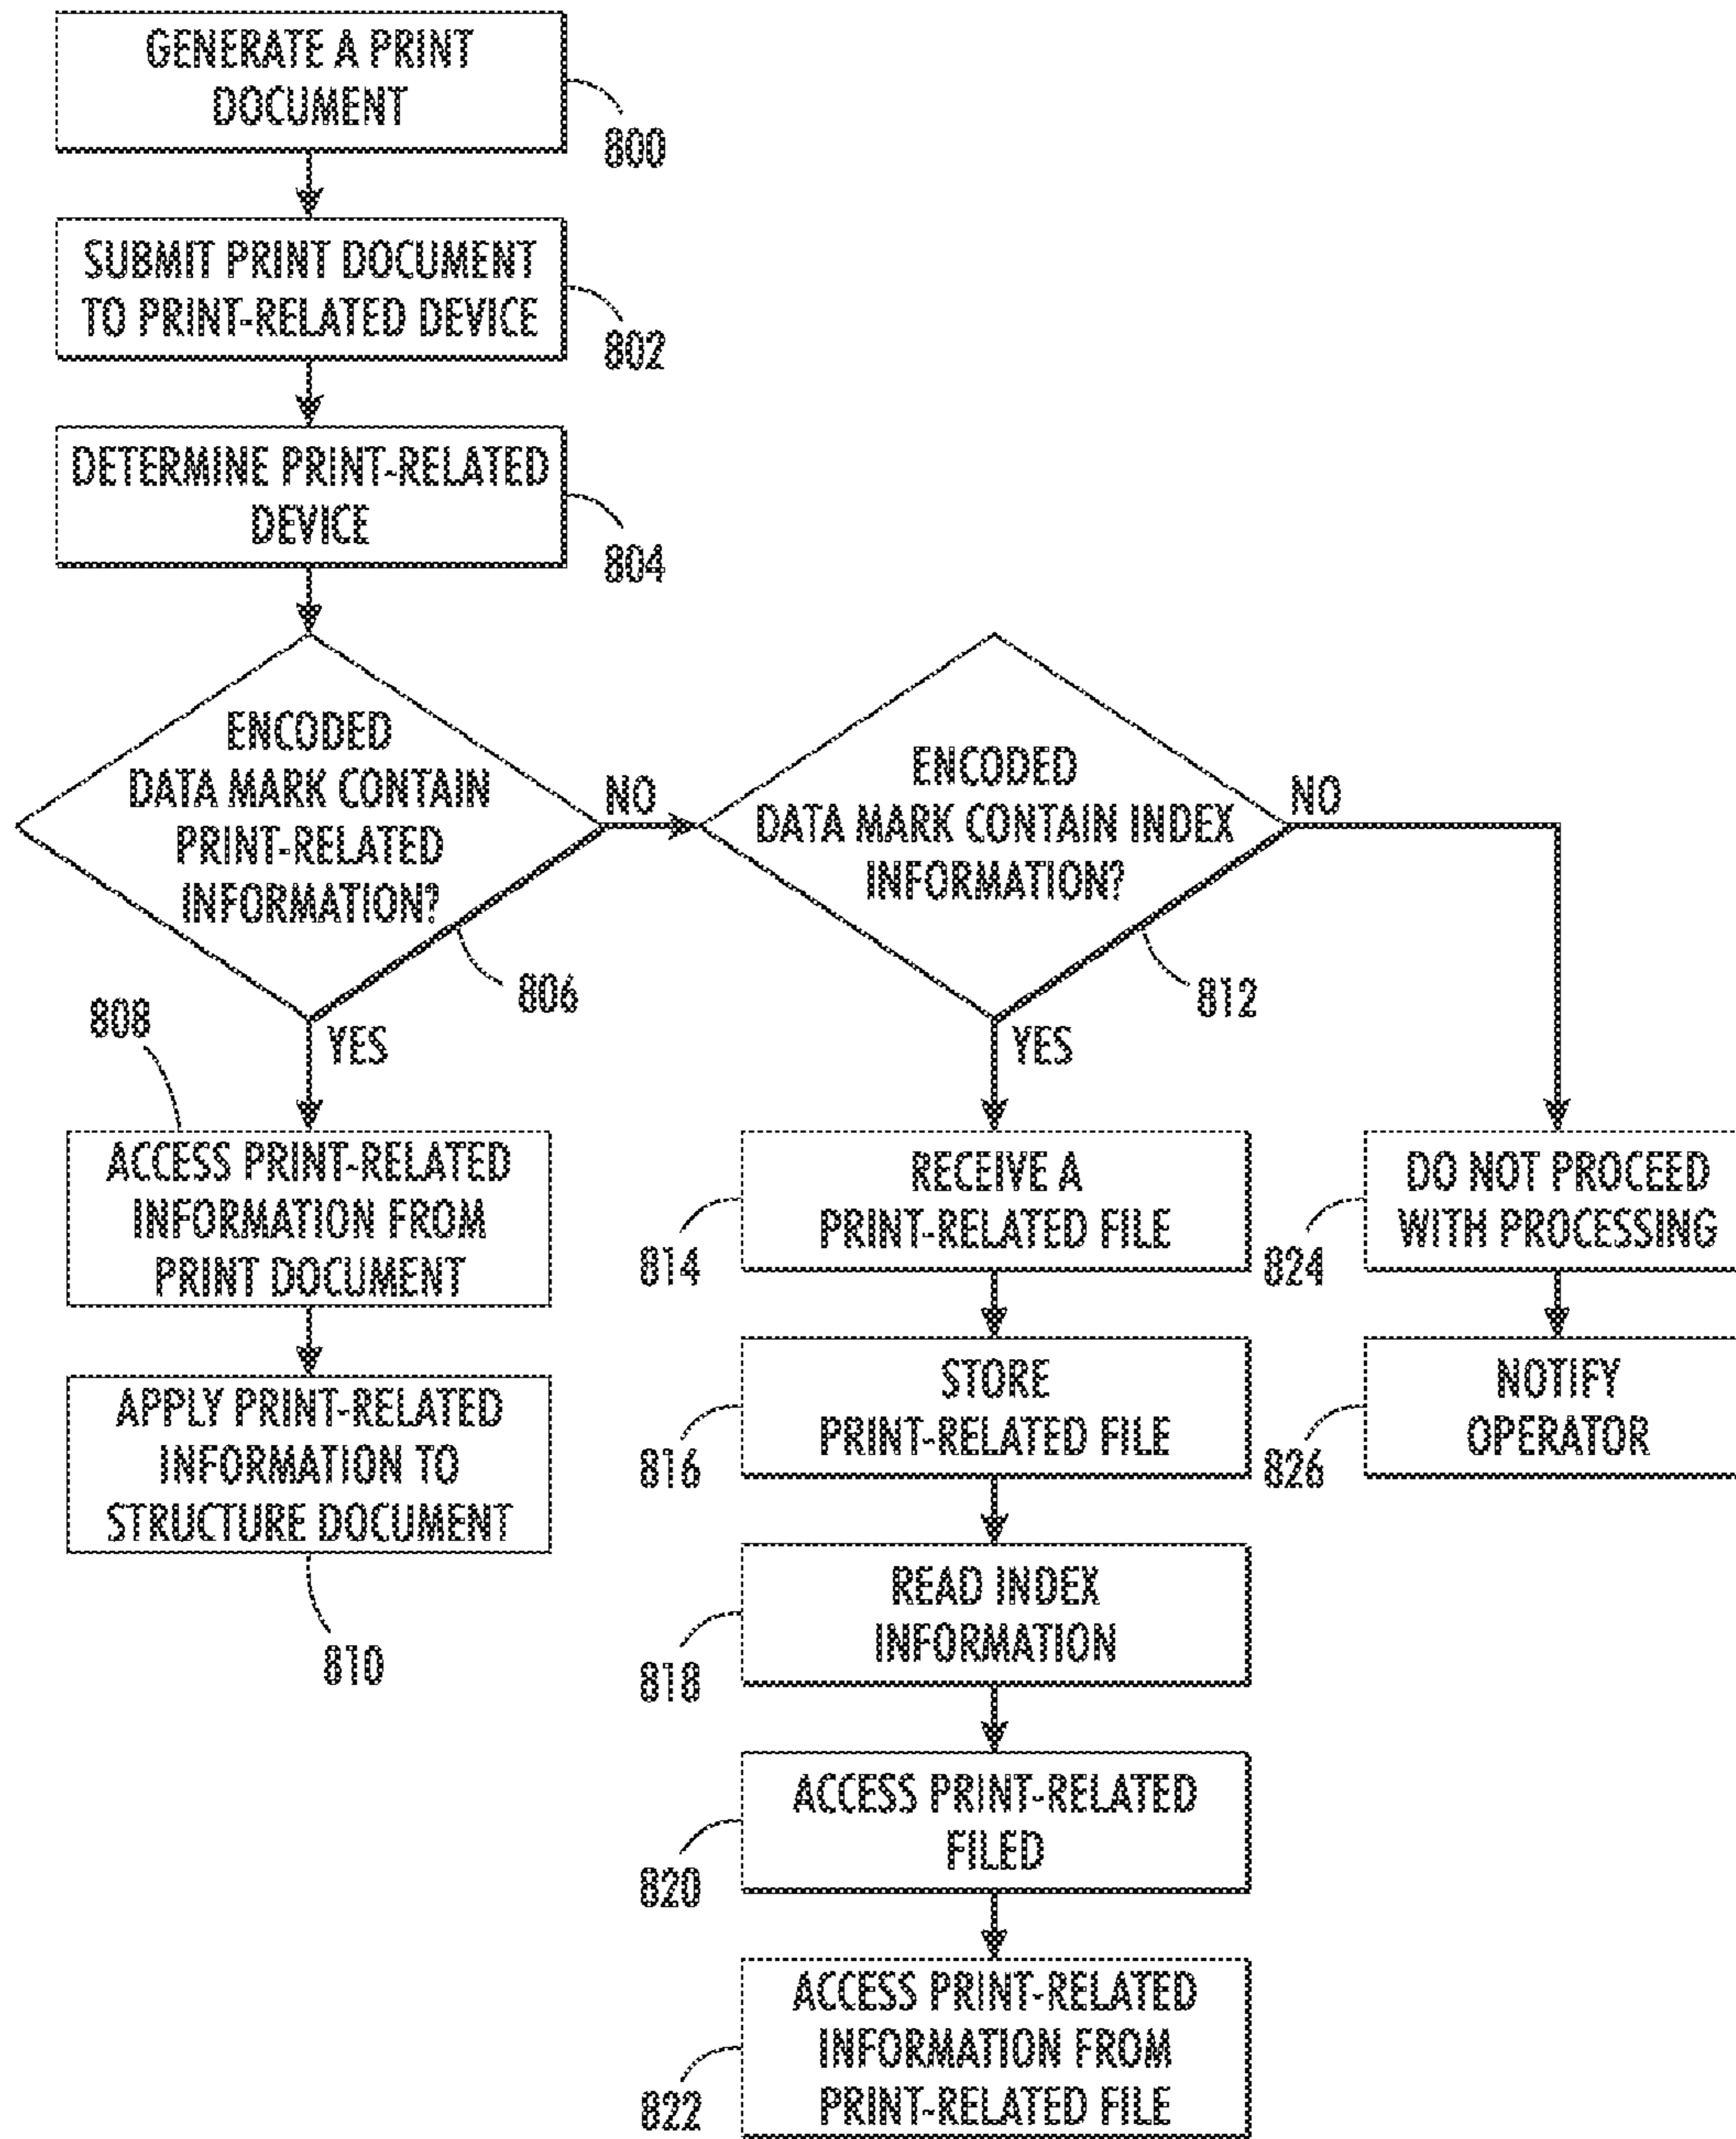 GENERATE A PRINT
DOCUMENT
800
SUBMIT PRINT DOCUMENT
TO PRINT-RELATED DEVICE
802
DETERMINE PRINT-RELATED
DEVICE
804
ENCODED
DATA MARK CONTAIN
PRINT-RELATED
INFORMATION?
806
NO
YES
808
ACCESS PRINT-RELATED
INFORMATION FROM
PRINT DOCUMENT
APPLY PRINT-RELATED
INFORMATION TO
STRUCTURE DOCUMENT
810
ENCODED
DATA MARK CONTAIN INDEX
INFORMATION?
812
NO
YES
RECEIVE A
PRINT-RELATED FILE
814
STORE
PRINT-RELATED FILE
816
READ INDEX
INFORMATION
818
ACCESS PRINT-RELATED
FILED
820
ACCESS PRINT-RELATED
INFORMATION FROM
PRINT-RELATED FILE
822
DO NOT PROCEED
WITH PROCESSING
824
NOTIFY
OPERATOR
826